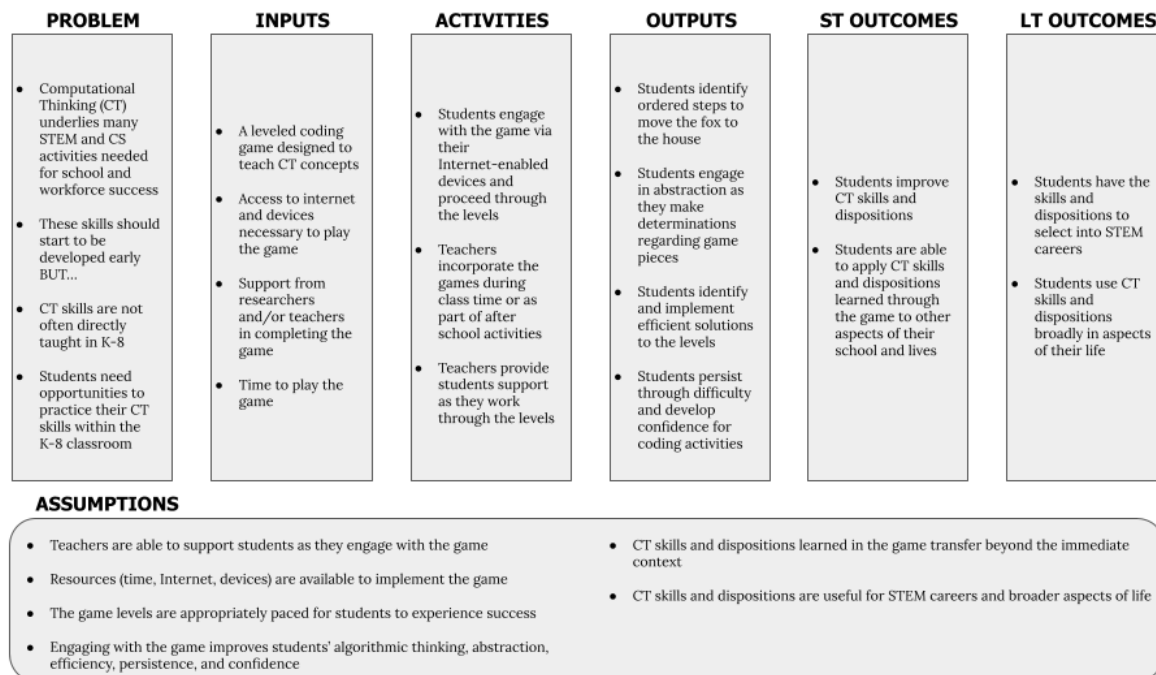 PROBLEM
Computational
Thinking (CT)
underlies many
STEM and CS
activities needed
for school and
workforce success
These skills should
start to be
developed early
BUT...
CT skills are not
often directly
taught in K-8
Students need
opportunities to
practice their CT
skills within the
K-8 classroom
INPUTS
A leveled coding
game designed to
teach CT concepts
Access to internet
and devices
necessary to play
the game
Support from
researchers
and/or teachers
in completing the
game
Time to play the
game
ACTIVITIES
Students engage
with the game via
their
Internet-enabled
devices and
proceed through
the levels
Teachers
incorporate the
games during
class time or as
part of after
school activities
Teachers provide
students support
as they work
through the levels
OUTPUTS
Students identify
ordered steps to
move the fox to
the house
Students engage
in abstraction as
they make
determinations
regarding game
pieces
Students identify
and implement
efficient solutions
to the levels
Students persist
through difficulty
and develop
confidence for
coding activities
ST OUTCOMES
Students improve
CT skills and
dispositions
Students are able
to apply CT skills
and dispositions
learned through
the game to other
aspects of their
school and lives
LT OUTCOMES
Students have the
skills and
dispositions to
select into STEM
careers
Students use CT
skills and
dispositions
broadly in aspects
of their life
ASSUMPTIONS
Teachers are able to support students as they engage with the game
Resources (time, Internet, devices) are available to implement the game
The game levels are appropriately paced for students to experience success
Engaging with the game improves students' algorithmic thinking, abstraction,
efficiency, persistence, and confidence
CT skills and dispositions learned in the game transfer beyond the immediate
context
CT skills and dispositions are useful for STEM careers and broader aspects of life